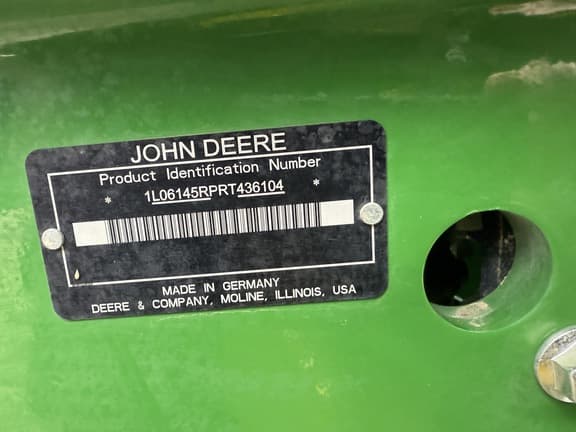 JOHN DEERE
Product Identification Number
* 1L06145RPRT436104 *
MADE IN GERMANY
DEERE & COMPANY, MOLINE, ILLINOIS, USA